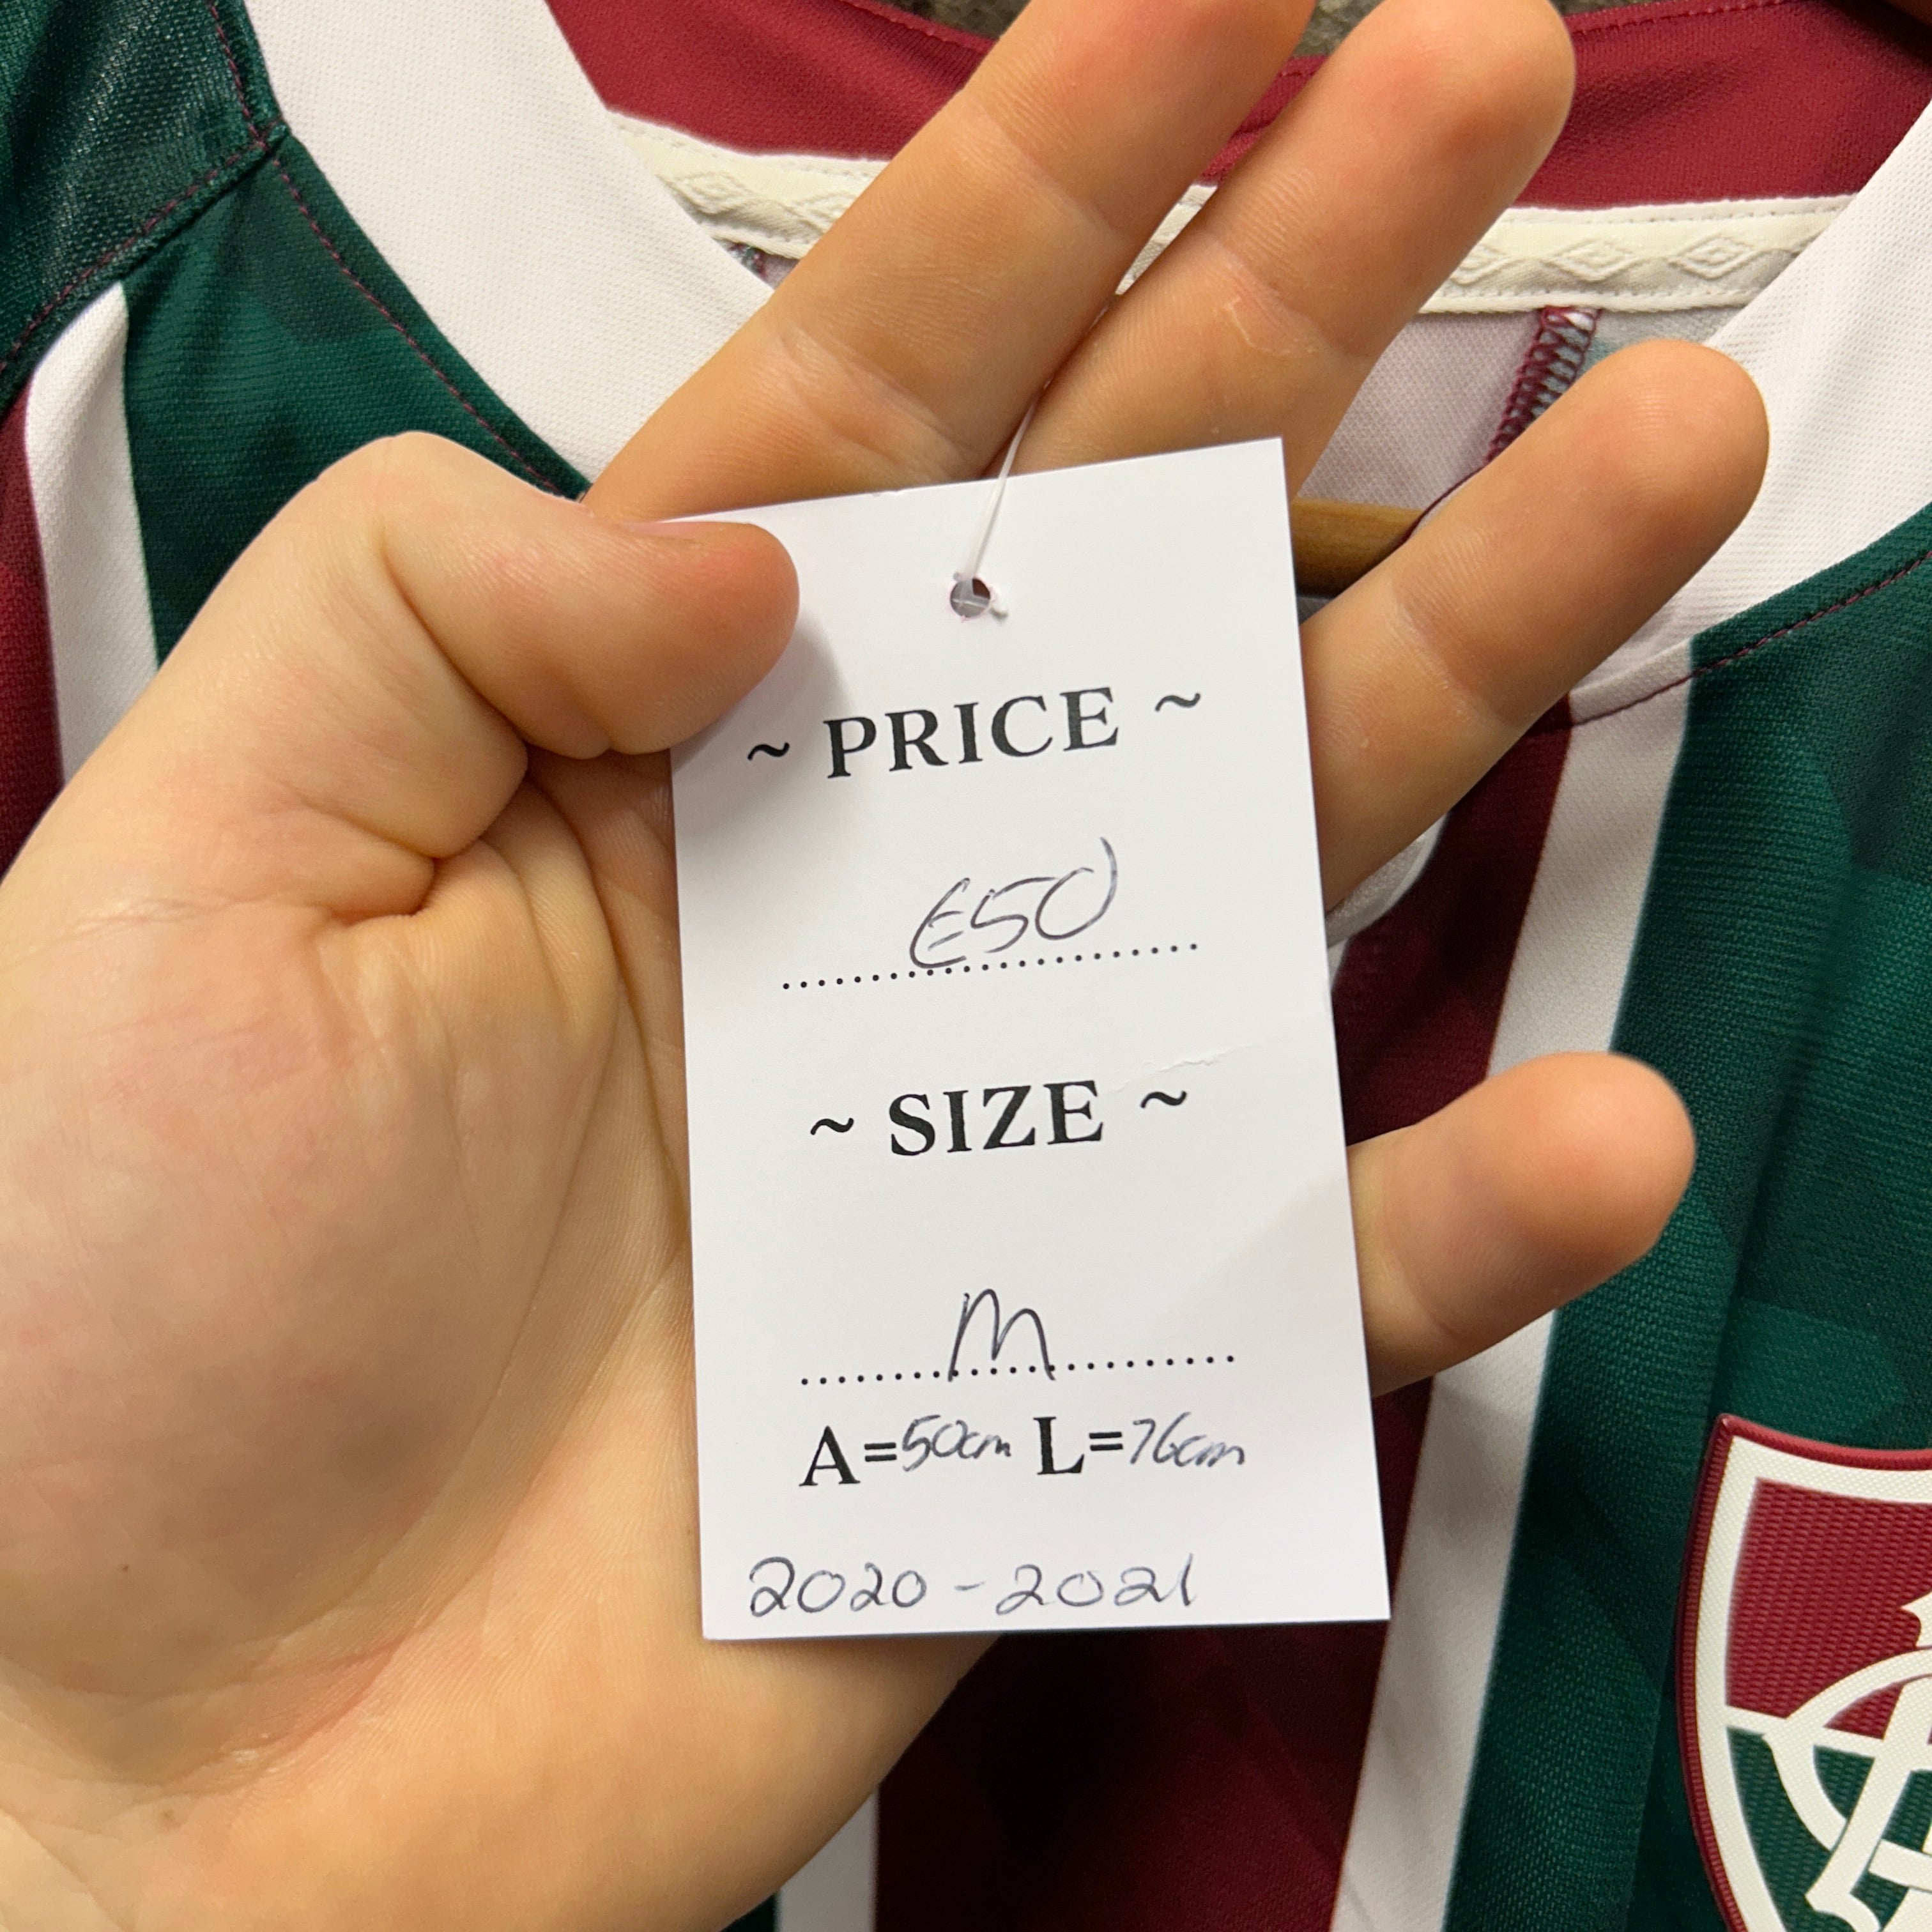 ~ PRICE ~
€50
~ SIZE ~
M
A=50cm L=76cm
2020-2021